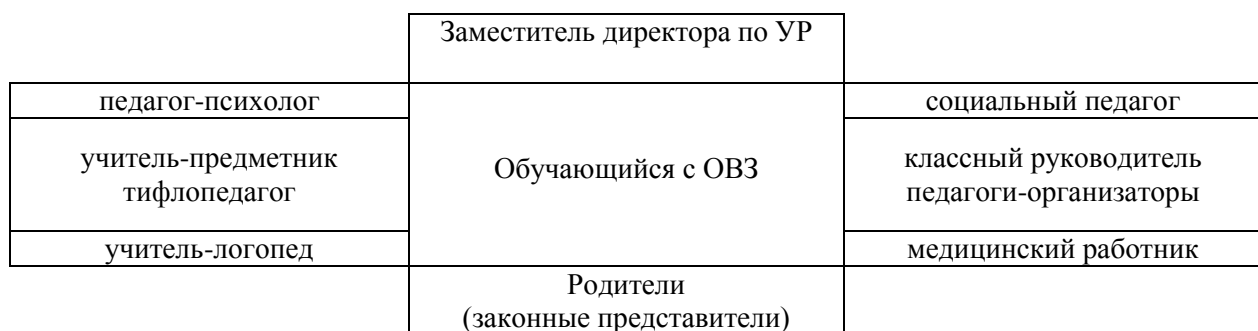 Заместитель директора по УР
педагог-психолог
социальный педагог
учитель-предметник
тифлопедагог
Обучающийся с ОВЗ
классный руководитель
педагоги-организаторы
учитель-логопед
медицинский работник
Родители
(законные представители)